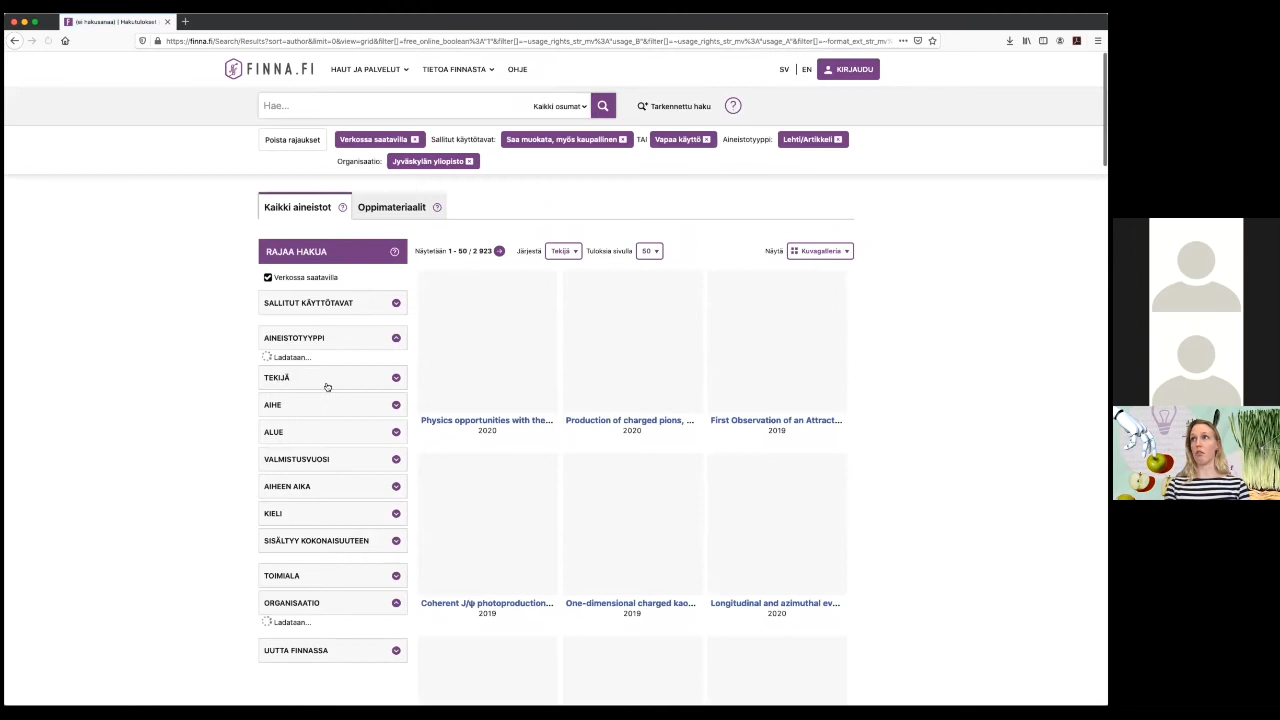 (ei hakusanaa) | Hakutulokset
https://finna.fi/Search/Results?sort=author&limit=0&view=grid&filter[]=free_online_boolean%3A"1"&filter[]=~usage_rights_str_mv%3A"usage_B"&filter[]=~usage_rights_str_mv%3A"usage_A"&filter[]=~format_ext_str_mv%
FINNA.FI
HAUT JA PALVELUT
TIETOA FINNASTA
OHJE
SV | EN
KIRJAUDU
Hae...
Kaikki osumat
Tarkennettu haku
?
Poista rajaukset
Verkossa saatavilla
Sallitut käyttötavat:
Saa muokata, myös kaupallinen
TAI
Vapaa käyttö
Aineistotyyppi:
Lehti/Artikkeli
Organisaatio:
Jyväskylän yliopisto
Kaikki aineistot ?
Oppimateriaalit ?
RAJAA HAKUA ?
Näytetään 1 - 50 / 2 923
Järjestä
Tekijä
Tuloksia sivulla
50
Näytä
Kuvagalleria
Verkossa saatavilla
SALLITUT KÄYTTÖTAVAT
AINEISTOTYYPPI
Ladataan...
TEKIJÄ
AIHE
ALUE
VALMISTUSVUOSI
AIHEEN AIKA
KIELI
SISÄLTYY KOKONAISUUTEEN
TOIMIALA
ORGANISAATIO
Ladataan...
UUTTA FINNASSA
Physics opportunities with the...
2020
Production of charged pions, ...
2020
First Observation of an Attract...
2019
Coherent J/ψ photoproduction...
2019
One-dimensional charged kao...
2019
Longitudinal and azimuthal ev...
2020